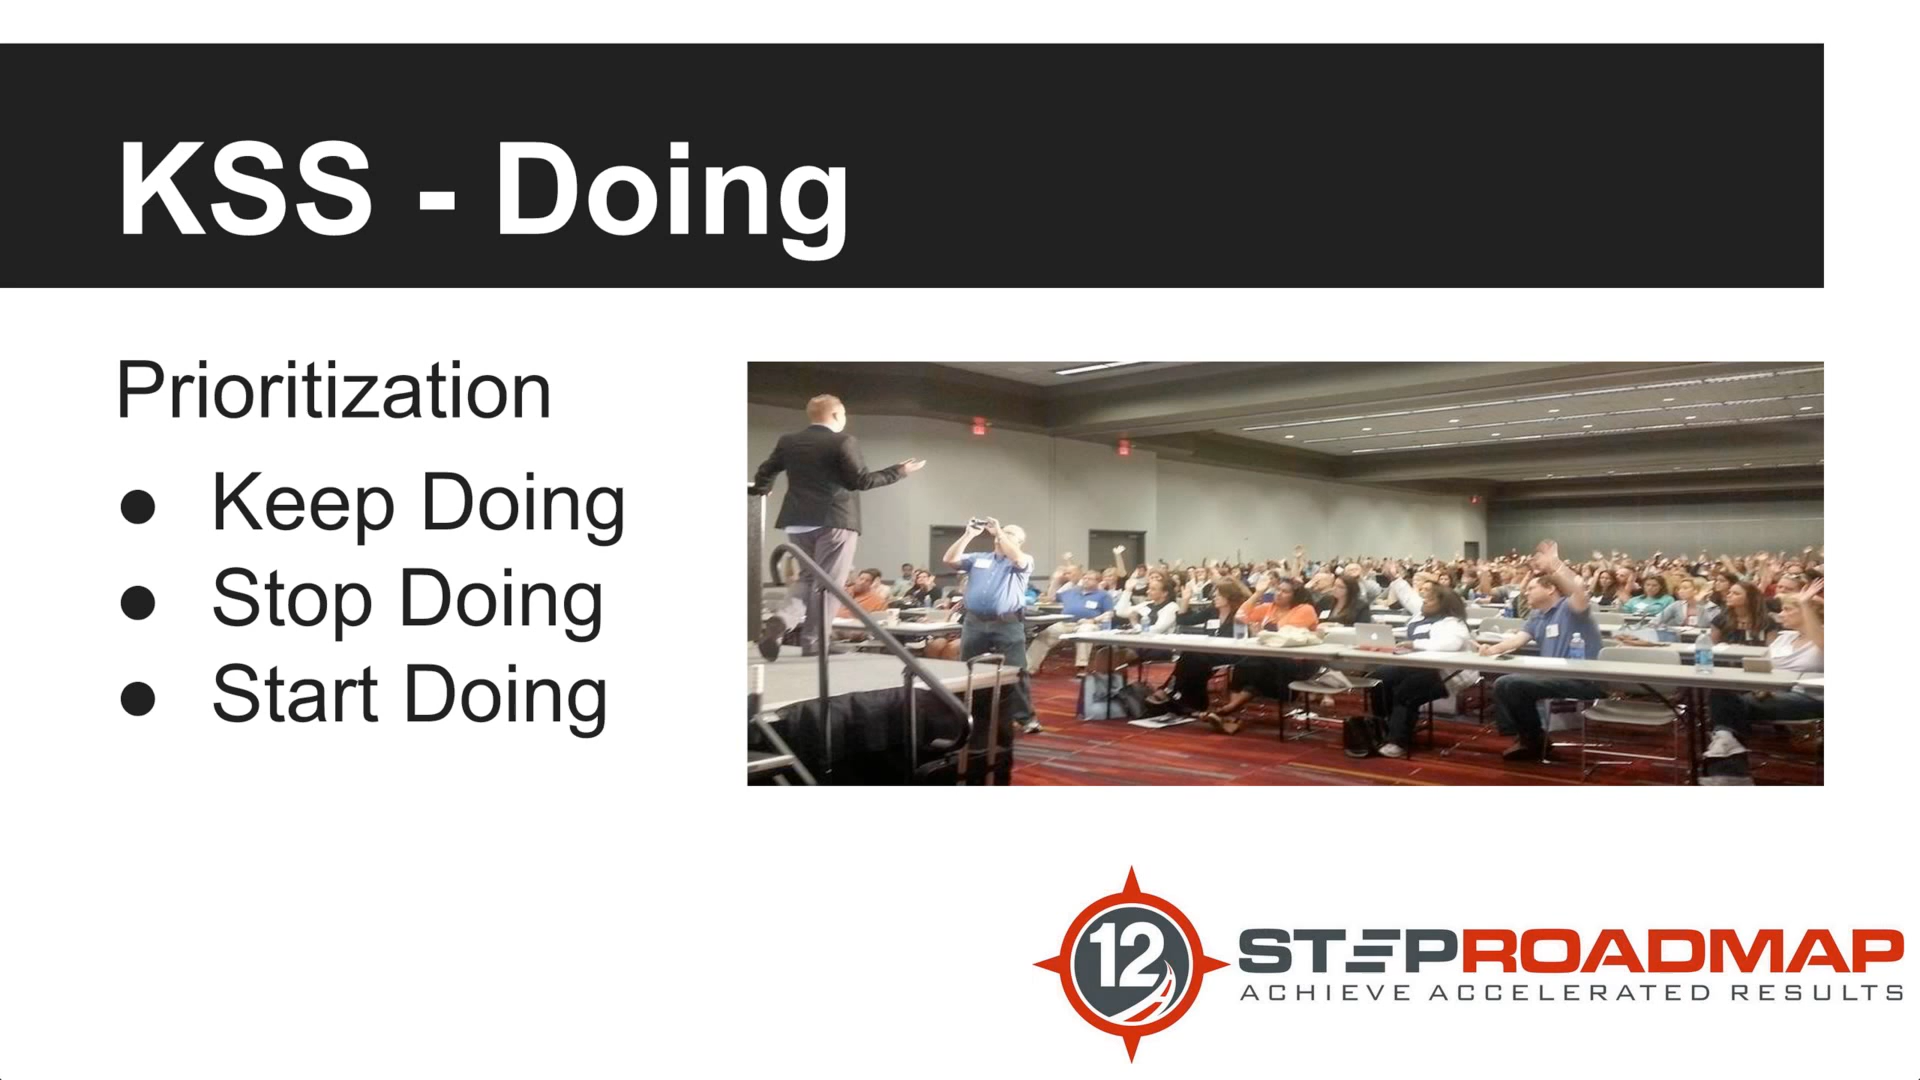 KSS - Doing
Prioritization
● Keep Doing
● Stop Doing
● Start Doing
12
STEPROADMAP
ACHIEVE ACCELERATED RESULTS